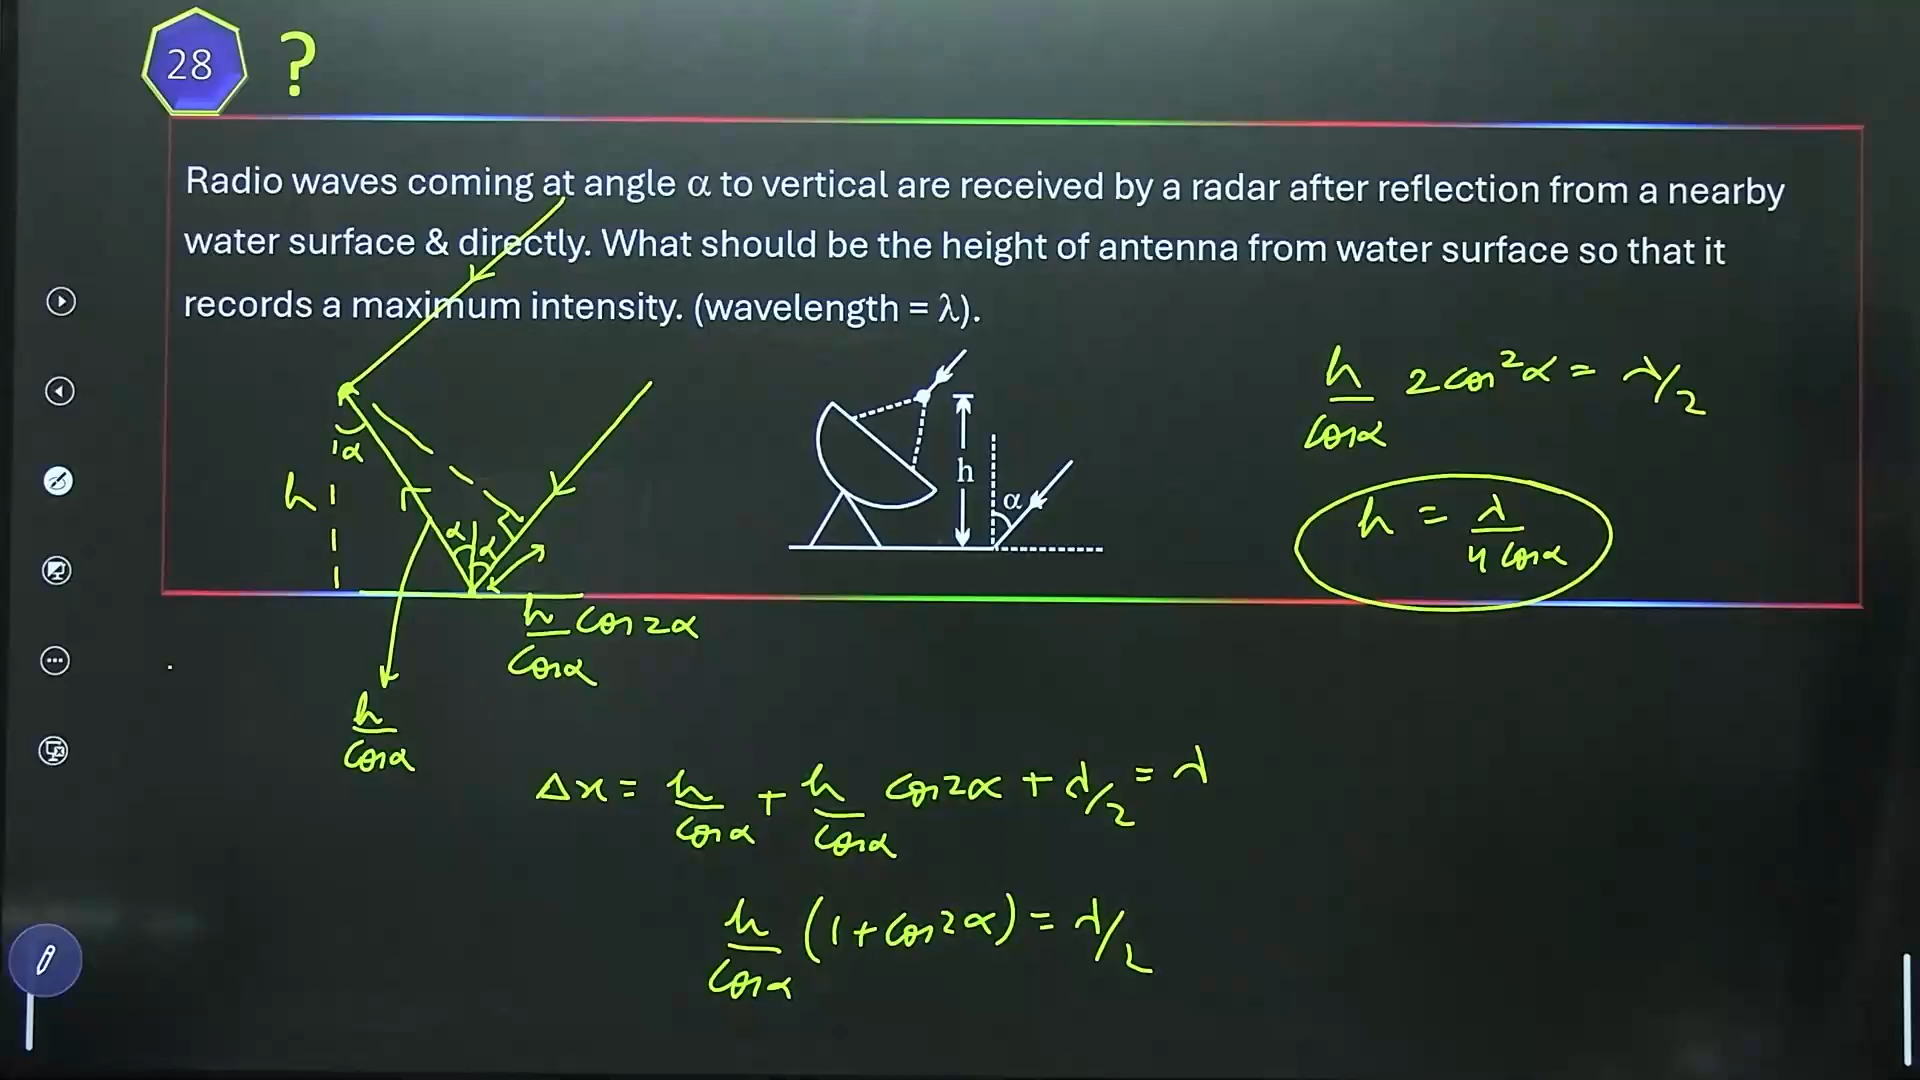 28 ?
Radio waves coming at angle α to vertical are received by a radar after reflection from a nearby
water surface & directly. What should be the height of antenna from water surface so that it
records a maximum intensity. (wavelength = λ).
α
h
α α
h/cosα cos2α
h/cosα
h
α
h/cosα 2cos²α = λ/2
h = λ/4cosα
Δx = h/cosα + h/cosα cos2α + λ/2 = λ
h/cosα (1+cos2α) = λ/2